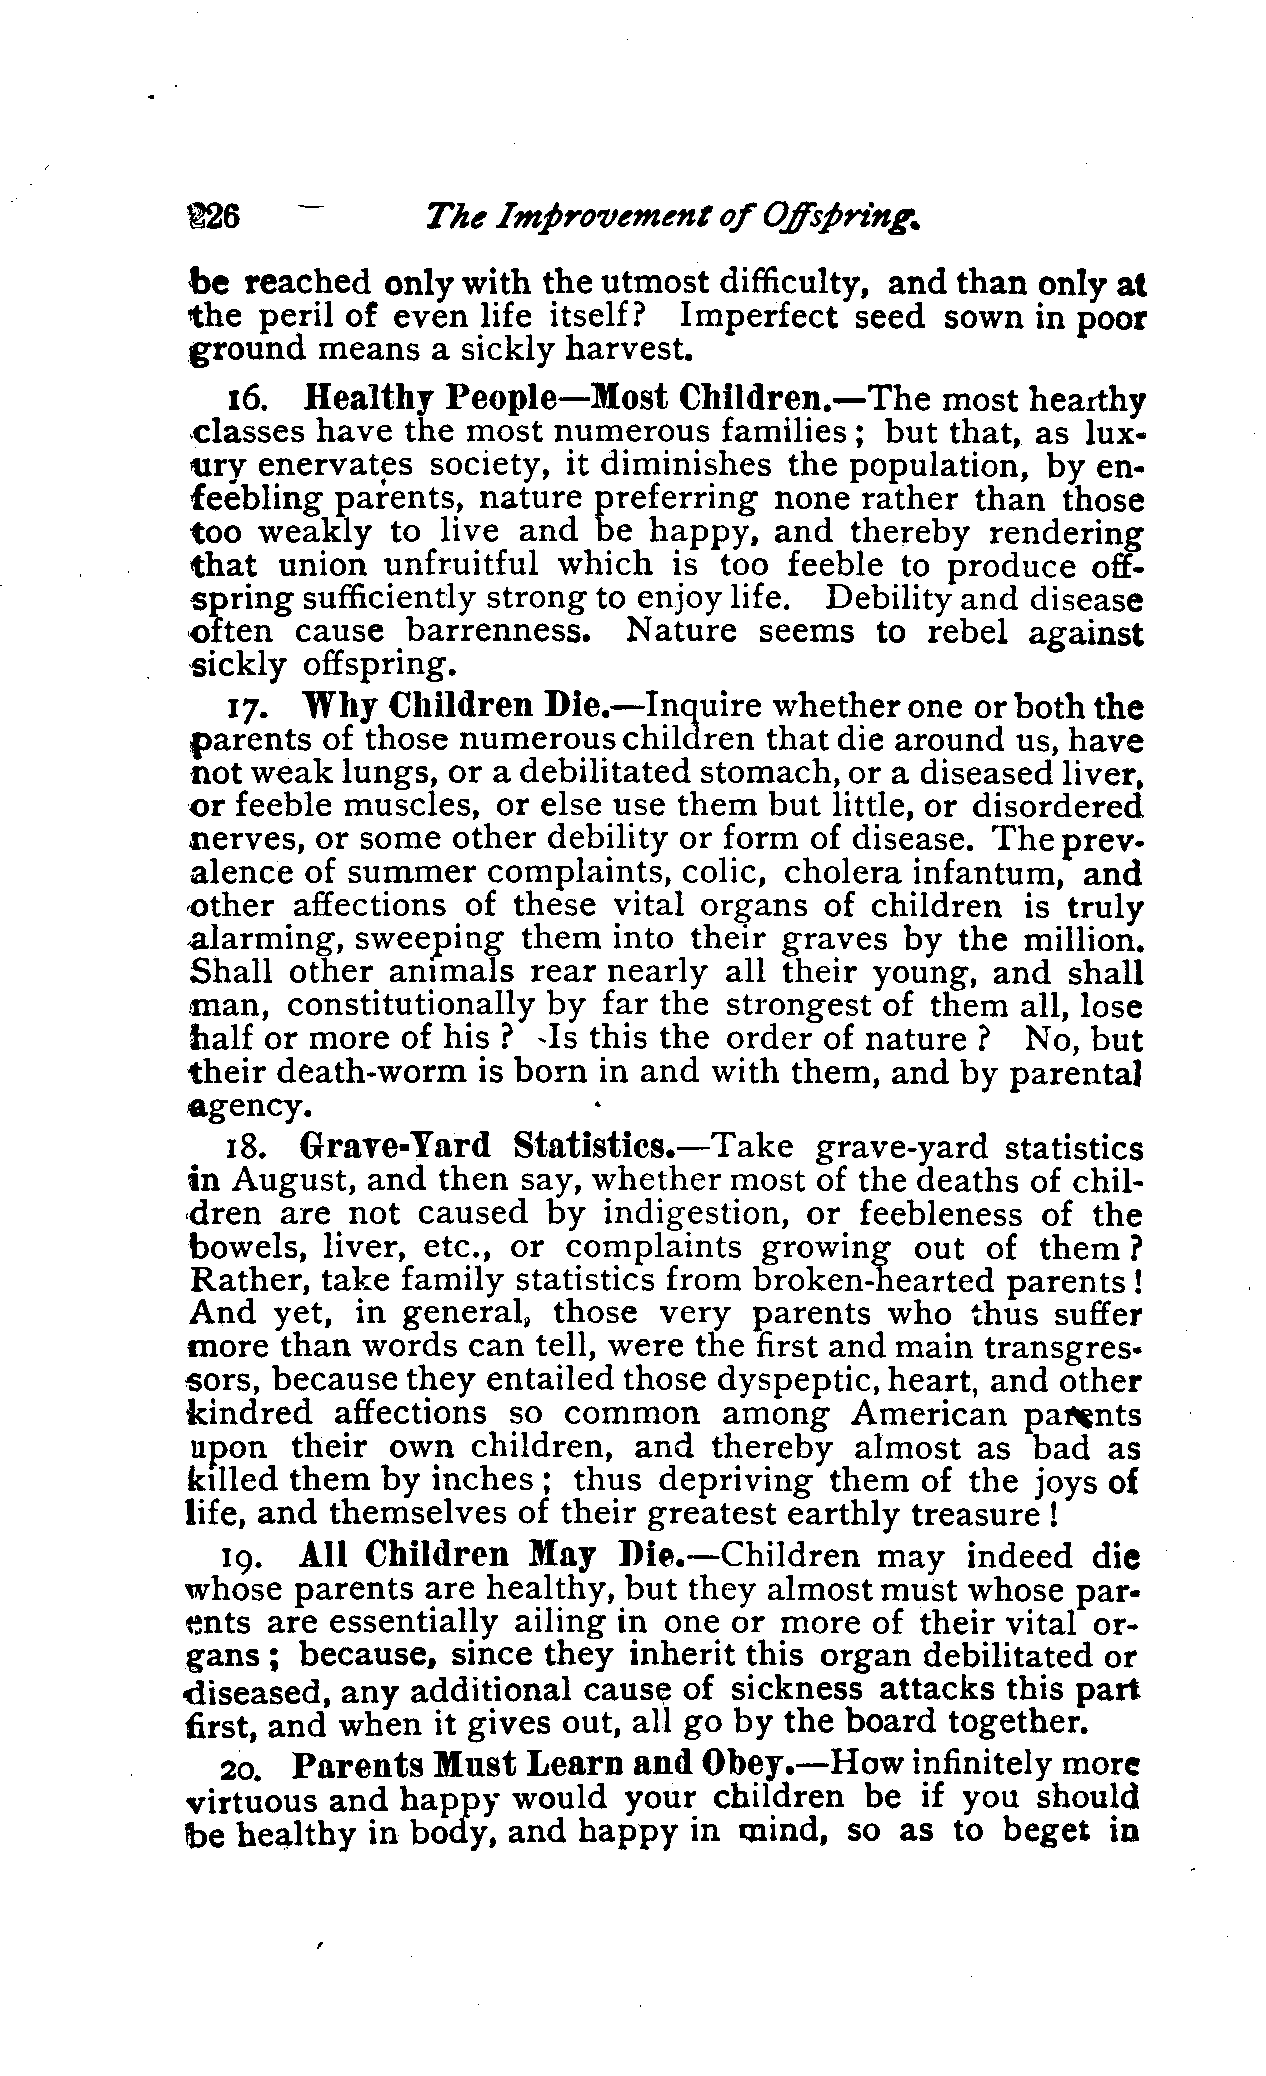 226 The Improvement of Offspring.
be reached only with the utmost difficulty, and than only at
the peril of even life itself? Imperfect seed sown in poor
ground means a sickly harvest.
16. Healthy People—Most Children.—The most hearthy
classes have the most numerous families; but that, as lux-
ury enervates society, it diminishes the population, by en-
feebling parents, nature preferring none rather than those
too weakly to live and be happy, and thereby rendering
that union unfruitful which is too feeble to produce off-
spring sufficiently strong to enjoy life. Debility and disease
often cause barrenness. Nature seems to rebel against
sickly offspring.
17. Why Children Die.—Inquire whether one or both the
parents of those numerous children that die around us, have
not weak lungs, or a debilitated stomach, or a diseased liver,
or feeble muscles, or else use them but little, or disordered
nerves, or some other debility or form of disease. The prev-
alence of summer complaints, colic, cholera infantum, and
other affections of these vital organs of children is truly
alarming, sweeping them into their graves by the million.
Shall other animals rear nearly all their young, and shall
man, constitutionally by far the strongest of them all, lose
half or more of his? Is this the order of nature? No, but
their death-worm is born in and with them, and by parental
agency.
18. Grave-Yard Statistics.—Take grave-yard statistics
in August, and then say, whether most of the deaths of chil-
dren are not caused by indigestion, or feebleness of the
bowels, liver, etc., or complaints growing out of them?
Rather, take family statistics from broken-hearted parents!
And yet, in general, those very parents who thus suffer
more than words can tell, were the first and main transgres-
sors, because they entailed those dyspeptic, heart, and other
kindred affections so common among American parents
upon their own children, and thereby almost as bad as
killed them by inches; thus depriving them of the joys of
life, and themselves of their greatest earthly treasure!
19. All Children May Die.—Children may indeed die
whose parents are healthy, but they almost must whose par-
ents are essentially ailing in one or more of their vital or-
gans; because, since they inherit this organ debilitated or
diseased, any additional cause of sickness attacks this part
first, and when it gives out, all go by the board together.
20. Parents Must Learn and Obey.—How infinitely more
virtuous and happy would your children be if you should
be healthy in body, and happy in mind, so as to beget in